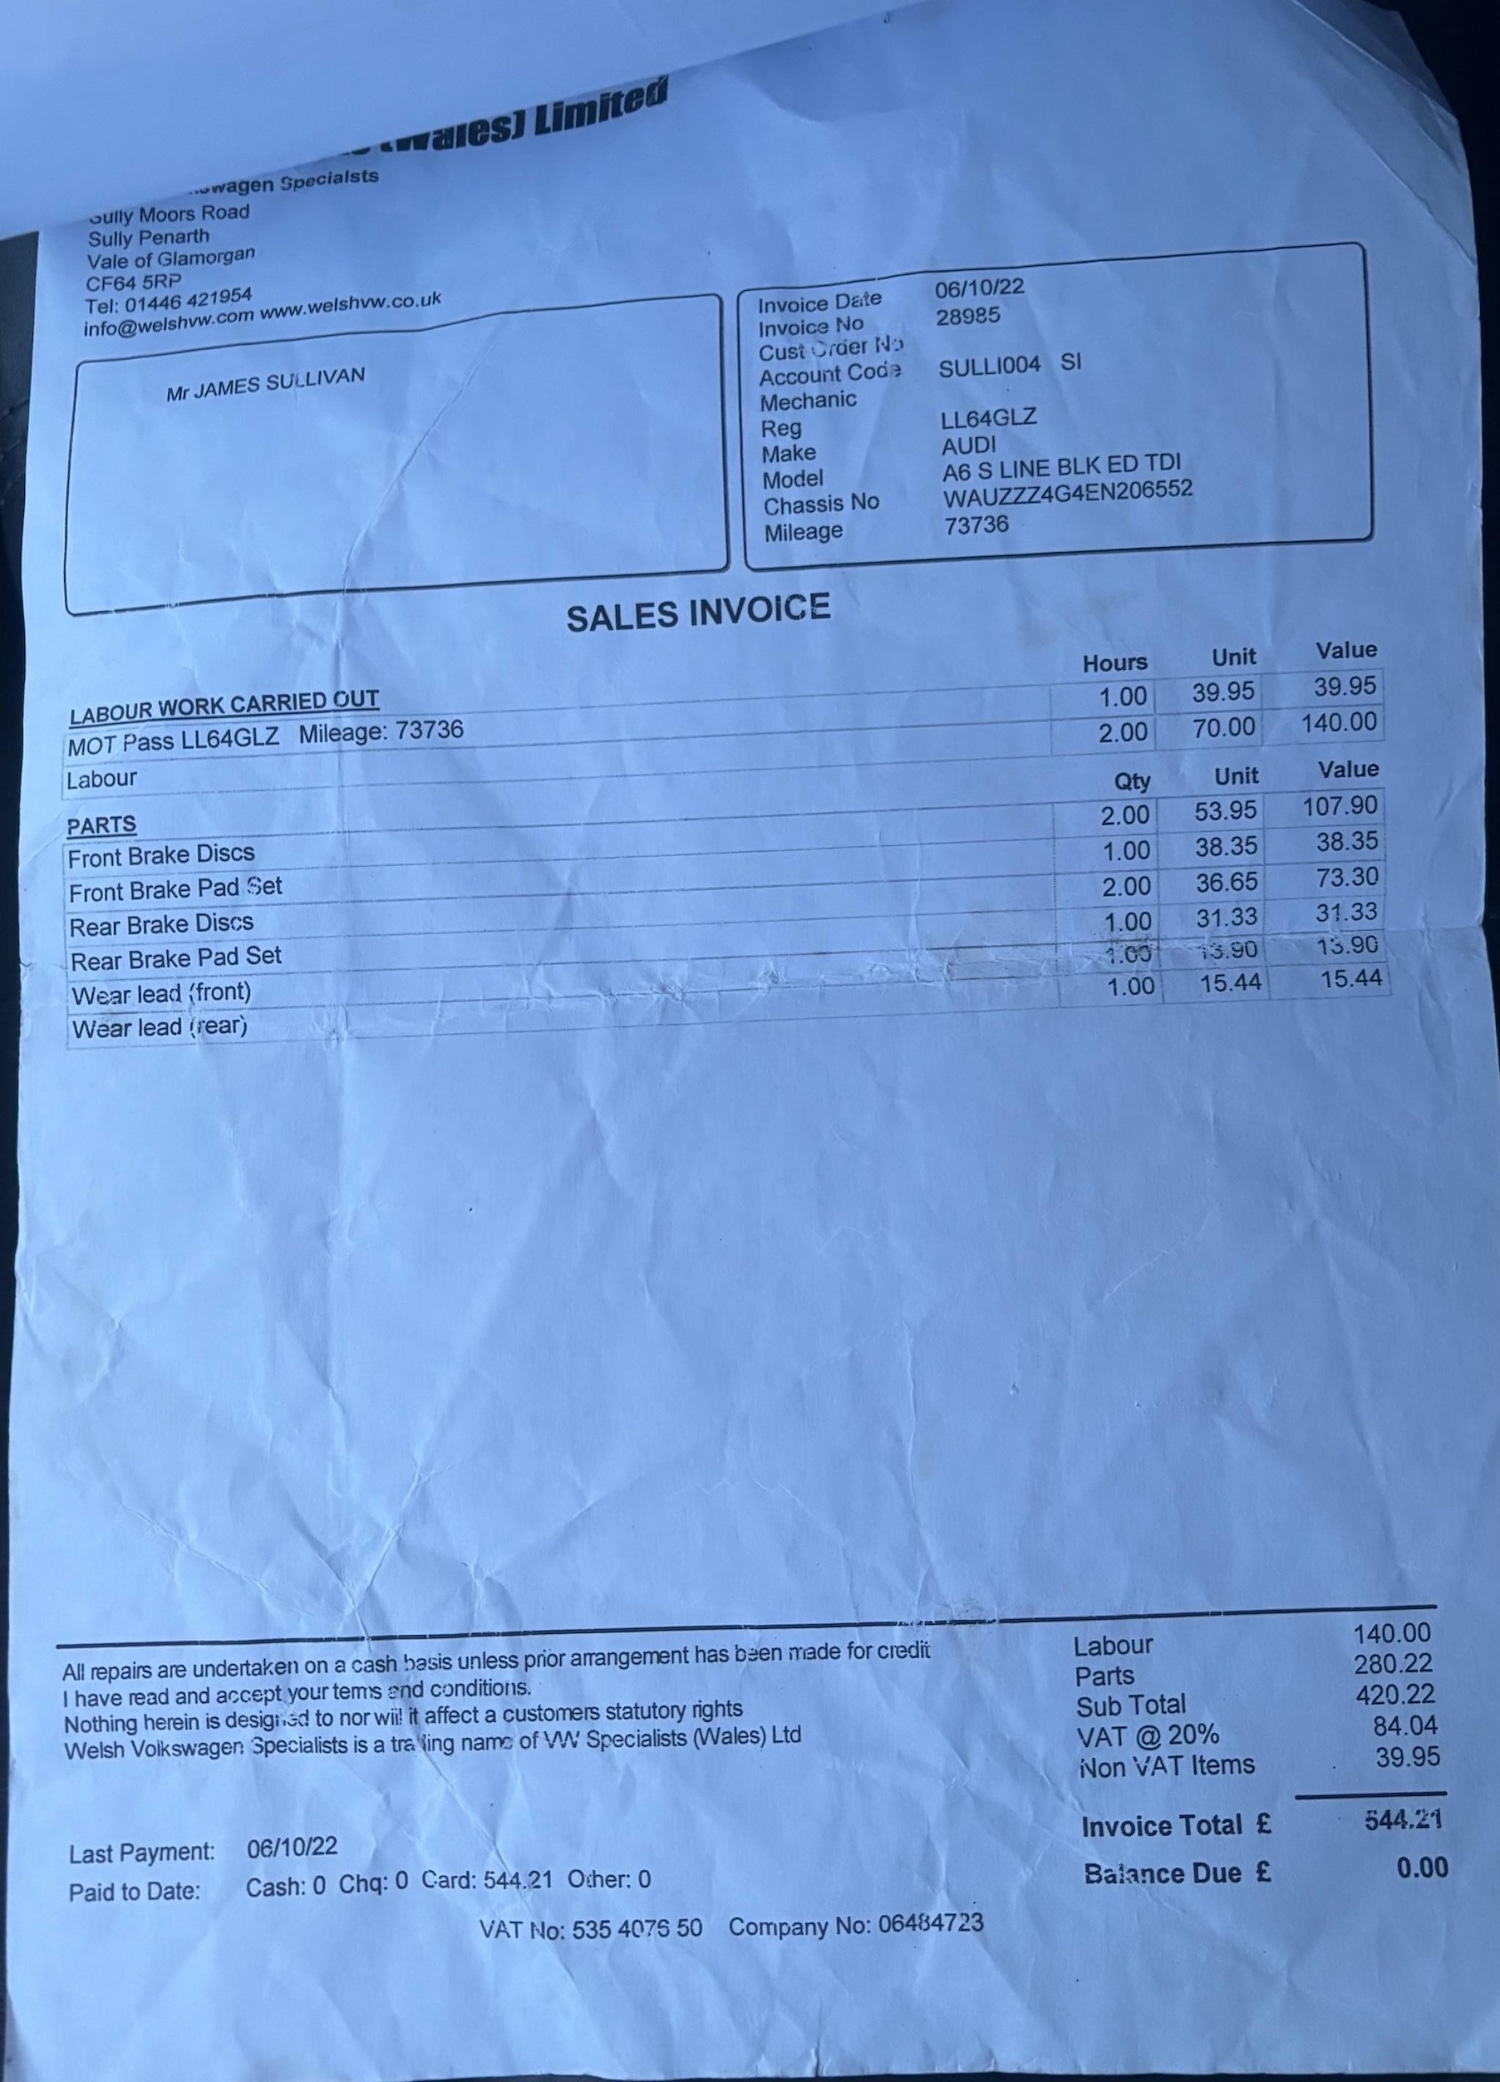 (Wales) Limited
Specialsts
Sully Moors Road
Sully Penarth
Vale of Glamorgan
CF64 5RP
Tel: 01446 421954
info@welshvw.com www.welshvw.co.uk
Mr JAMES SULLIVAN
Invoice Date 06/10/22
Invoice No 28985
Cust Order No
Account Code SULLI004 SI
Mechanic
Reg LL64GLZ
Make AUDI
Model A6 S LINE BLK ED TDI
Chassis No WAUZZZ4G4EN206552
Mileage 73736
SALES INVOICE
LABOUR WORK CARRIED OUT Hours Unit Value
MOT Pass LL64GLZ Mileage: 73736 1.00 39.95 39.95
Labour 2.00 70.00 140.00
PARTS Qty Unit Value
Front Brake Discs 2.00 53.95 107.90
Front Brake Pad Set 1.00 38.35 38.35
Rear Brake Discs 2.00 36.65 73.30
Rear Brake Pad Set 1.00 31.33 31.33
Wear lead (front) 1.00 13.90 13.90
Wear lead (rear) 1.00 15.44 15.44
All repairs are undertaken on a cash basis unless prior arrangement has been made for credit
I have read and accept your terms and conditions.
Nothing herein is designed to nor will it affect a customers statutory rights
Welsh Volkswagen Specialists is a trading name of VW Specialists (Wales) Ltd
Labour 140.00
Parts 280.22
Sub Total 420.22
VAT @ 20% 84.04
Non VAT Items 39.95
Invoice Total £ 544.21
Balance Due £ 0.00
Last Payment: 06/10/22
Paid to Date: Cash: 0 Chq: 0 Card: 544.21 Other: 0
VAT No: 535 4076 50 Company No: 06484723